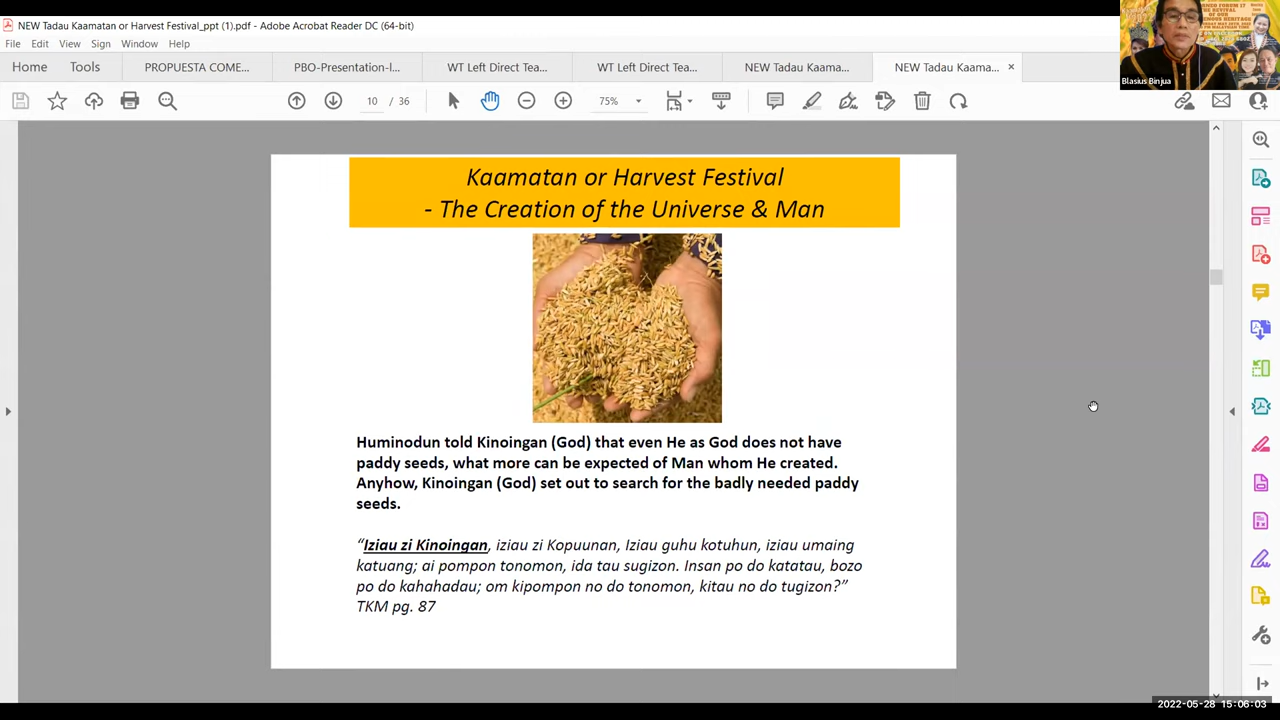 NEW Tadau Kaamatan or Harvest Festival_ppt (1).pdf - Adobe Acrobat Reader DC (64-bit)
File Edit View Sign Window Help
Home Tools PROPUESTA COME... PBO-Presentation-I... WT Left Direct Tea... WT Left Direct Tea... NEW Tadau Kaama... NEW Tadau Kaama... ×
10 / 36 75%
THE REVIVAL
OF OUR
Blasius Binjua
Kaamatan or Harvest Festival
- The Creation of the Universe & Man
Huminodun told Kinoingan (God) that even He as God does not have
paddy seeds, what more can be expected of Man whom He created.
Anyhow, Kinoingan (God) set out to search for the badly needed paddy
seeds.
“Iziau zi Kinoingan, iziau zi Kopuunan, Iziau guhu kotuhun, iziau umaing
katuang; ai pompon tonomon, ida tau sugizon. Insan po do katatau, bozo
po do kahahadau; om kipompon no do tonomon, kitau no do tugizon?”
TKM pg. 87
2022-05-28 15:06:03